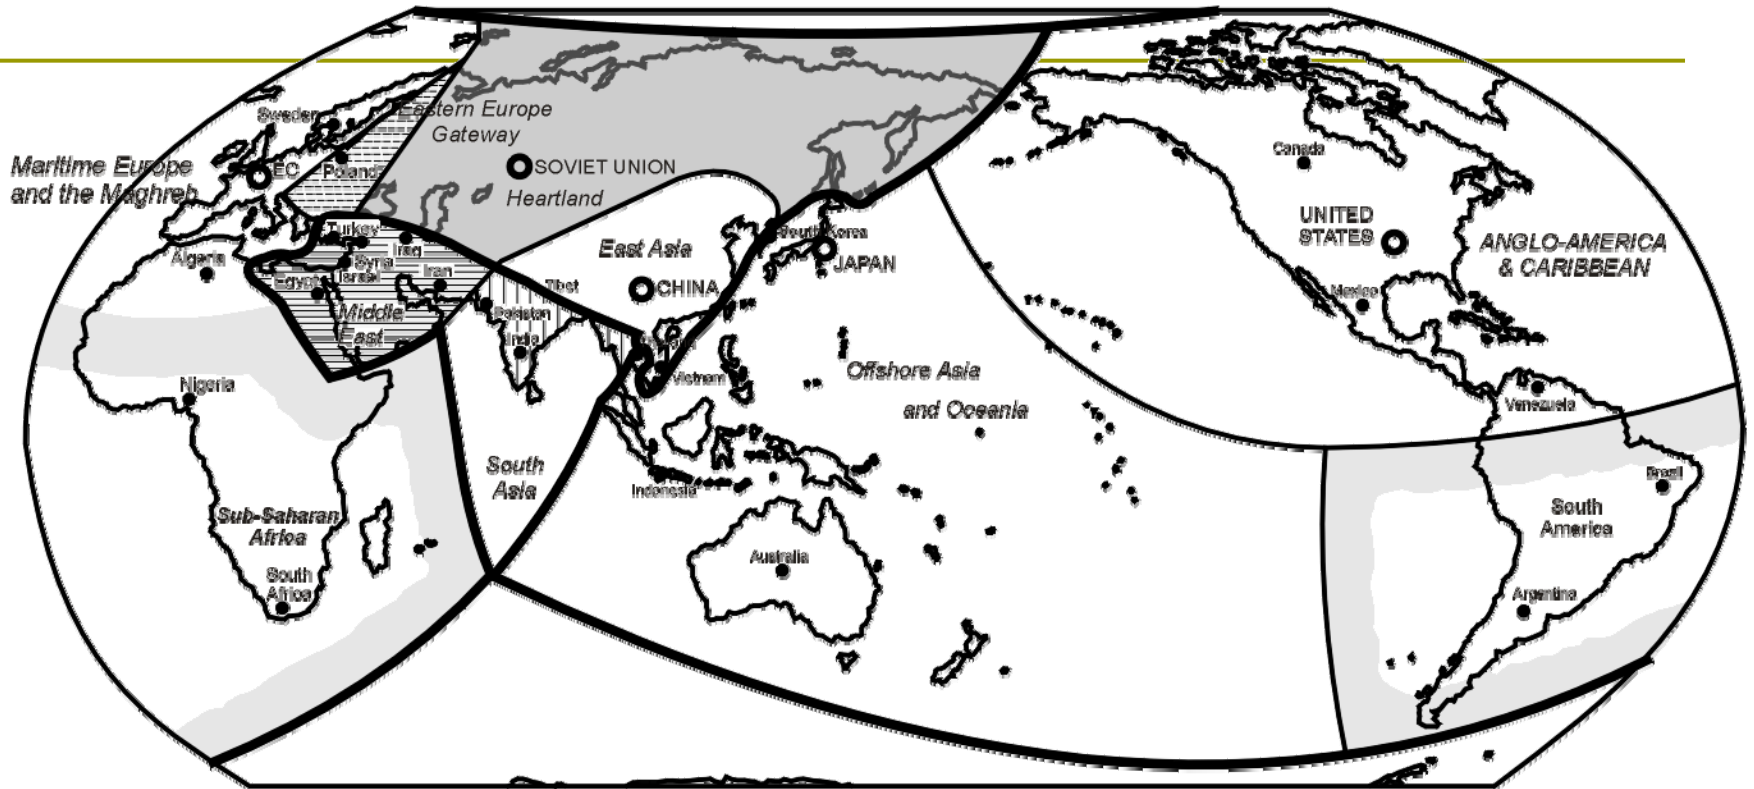 Sweden
Eastern Europe
Gateway
Maritime Europe
and the Maghreb
EC
Poland
SOVIET UNION
Heartland
Canada
UNITED
STATES
ANGLO-AMERICA
& CARIBBEAN
Turkey
Iraq
Syria
Israel
Iran
Egypt
Algeria
Middle
East
East Asia
CHINA
Tibet
South Korea
JAPAN
Pakistan
India
Vietnam
Mexico
Offshore Asia
and Oceania
Nigeria
Venezuela
South
Asia
Indonesia
Brazil
Sub-Saharan
Africa
South
America
South
Africa
Australia
Argentina